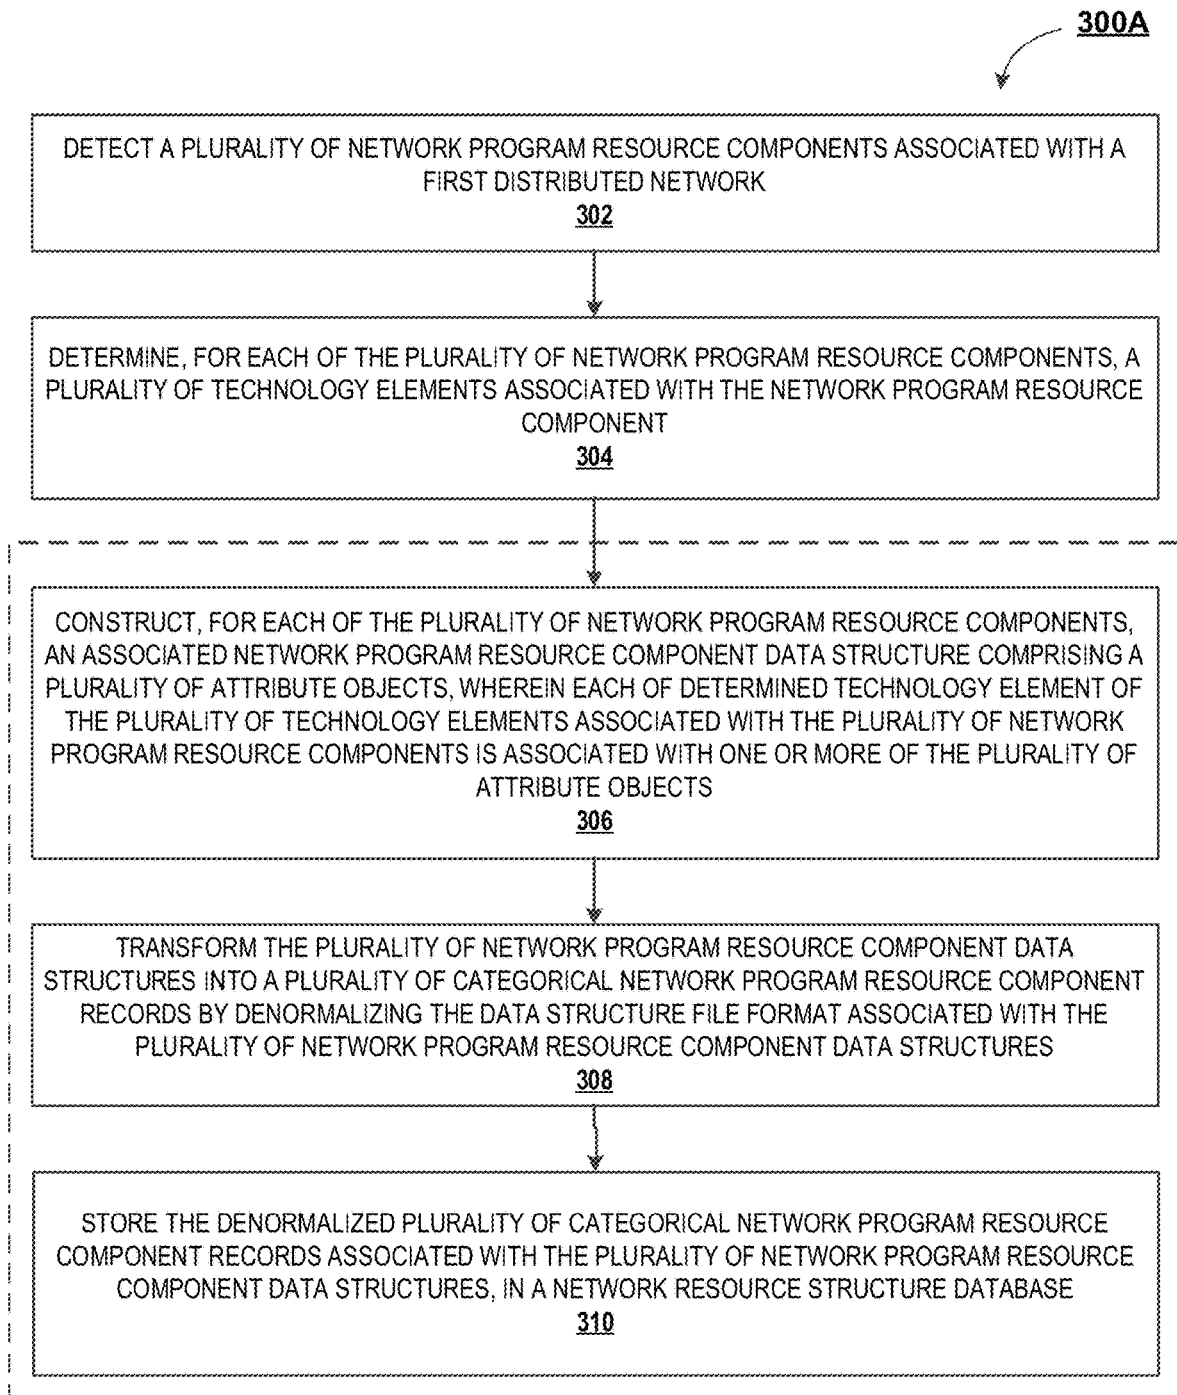 300A
DETECT A PLURALITY OF NETWORK PROGRAM RESOURCE COMPONENTS ASSOCIATED WITH A
FIRST DISTRIBUTED NETWORK
302
DETERMINE, FOR EACH OF THE PLURALITY OF NETWORK PROGRAM RESOURCE COMPONENTS, A
PLURALITY OF TECHNOLOGY ELEMENTS ASSOCIATED WITH THE NETWORK PROGRAM RESOURCE
COMPONENT
304
CONSTRUCT, FOR EACH OF THE PLURALITY OF NETWORK PROGRAM RESOURCE COMPONENTS,
AN ASSOCIATED NETWORK PROGRAM RESOURCE COMPONENT DATA STRUCTURE COMPRISING A
PLURALITY OF ATTRIBUTE OBJECTS, WHEREIN EACH OF DETERMINED TECHNOLOGY ELEMENT OF
THE PLURALITY OF TECHNOLOGY ELEMENTS ASSOCIATED WITH THE PLURALITY OF NETWORK
PROGRAM RESOURCE COMPONENTS IS ASSOCIATED WITH ONE OR MORE OF THE PLURALITY OF
ATTRIBUTE OBJECTS
306
TRANSFORM THE PLURALITY OF NETWORK PROGRAM RESOURCE COMPONENT DATA
STRUCTURES INTO A PLURALITY OF CATEGORICAL NETWORK PROGRAM RESOURCE COMPONENT
RECORDS BY DENORMALIZING THE DATA STRUCTURE FILE FORMAT ASSOCIATED WITH THE
PLURALITY OF NETWORK PROGRAM RESOURCE COMPONENT DATA STRUCTURES
308
STORE THE DENORMALIZED PLURALITY OF CATEGORICAL NETWORK PROGRAM RESOURCE
COMPONENT RECORDS ASSOCIATED WITH THE PLURALITY OF NETWORK PROGRAM RESOURCE
COMPONENT DATA STRUCTURES, IN A NETWORK RESOURCE STRUCTURE DATABASE
310